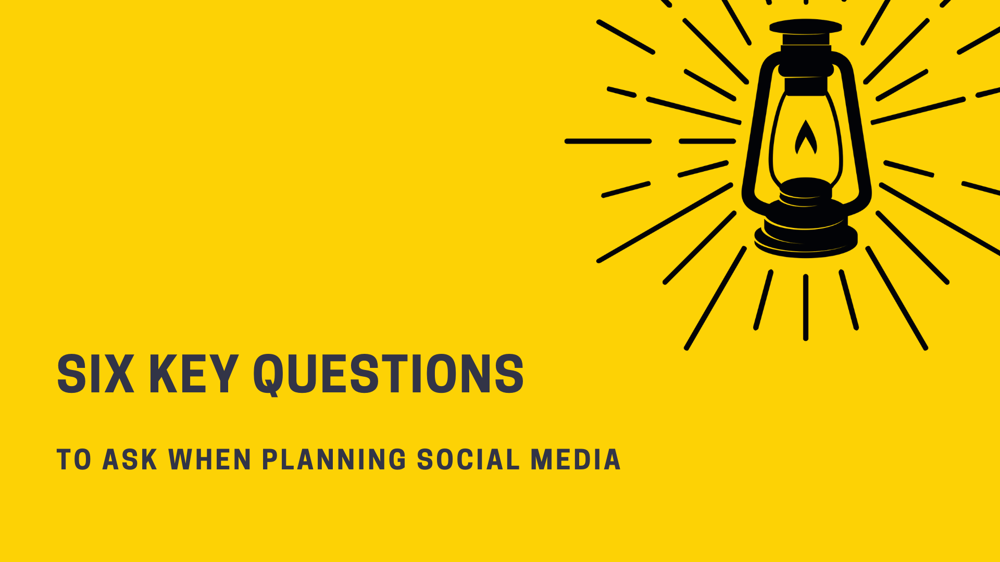 SIX KEY QUESTIONS
TO ASK WHEN PLANNING SOCIAL MEDIA